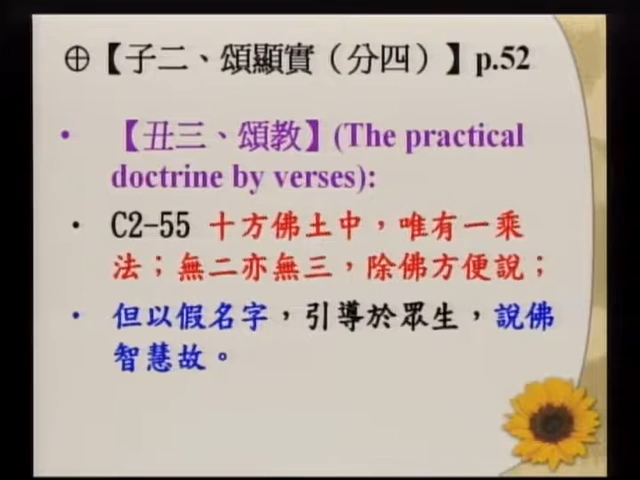 ⊕【子二、頌顯實（分四）】p.52
• 【丑三、頌教】(The practical
doctrine by verses):
• C2-55 十方佛土中，唯有一乘
法；無二亦無三，除佛方便說；
• 但以假名字，引導於眾生，說佛
智慧故。